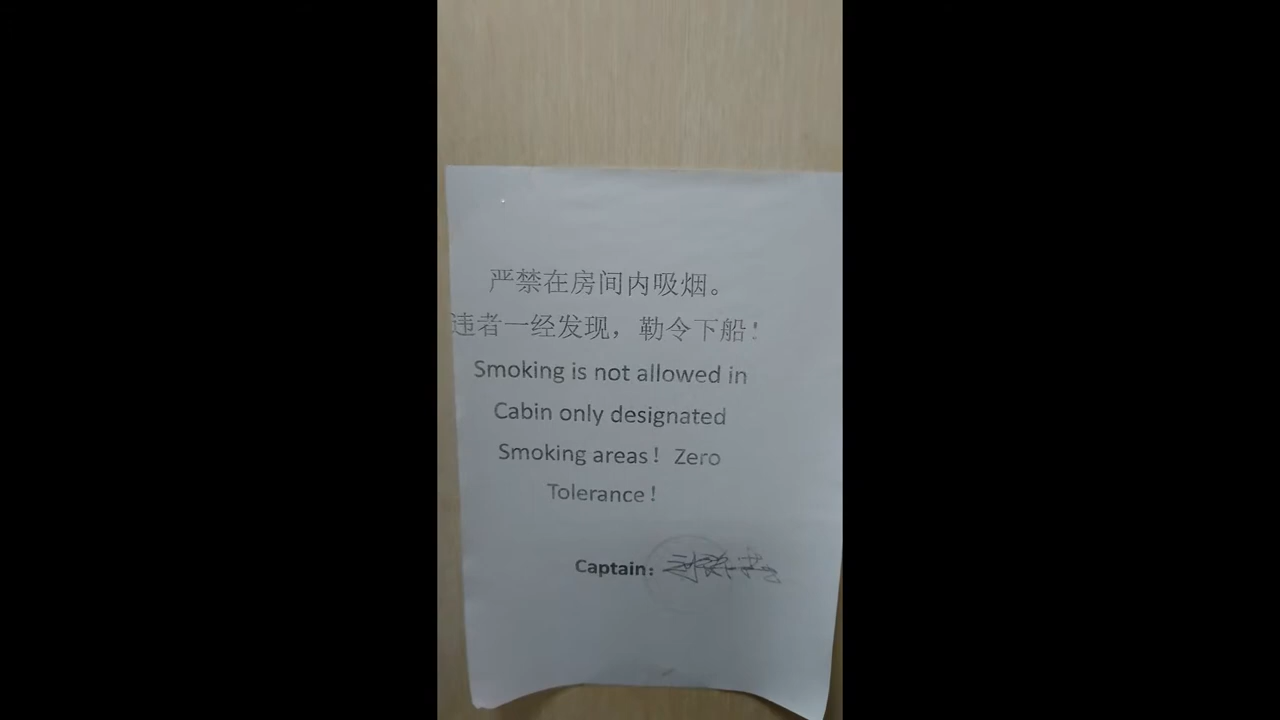 严禁在房间内吸烟。
违者一经发现，勒令下船！
Smoking is not allowed in
Cabin only designated
Smoking areas！ Zero
Tolerance！
Captain：